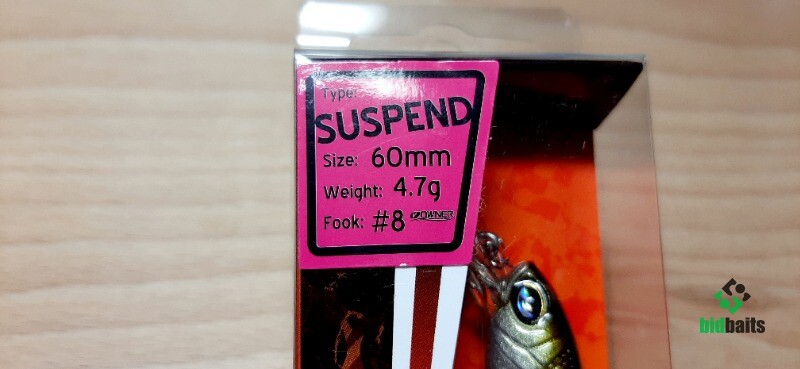 Type:
SUSPEND
Size: 60mm
Weight: 4.7g
Fook: #8 OWNER
bidbaits